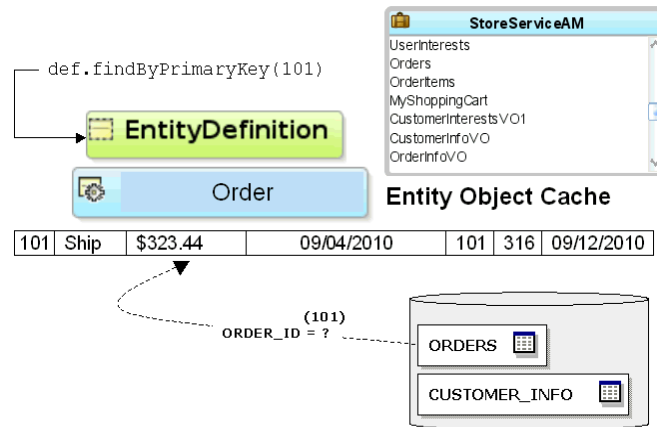 StoreServiceAM
UserInterests
Orders
OrderItems
MyShoppingCart
CustomerInterestsVO1
CustomerInfoVO
OrderInfoVO
def.findByPrimaryKey(101)
EntityDefinition
Order
Entity Object Cache
101 Ship $323.44 09/04/2010 101 316 09/12/2010
(101)
ORDER_ID = ?
ORDERS
CUSTOMER_INFO